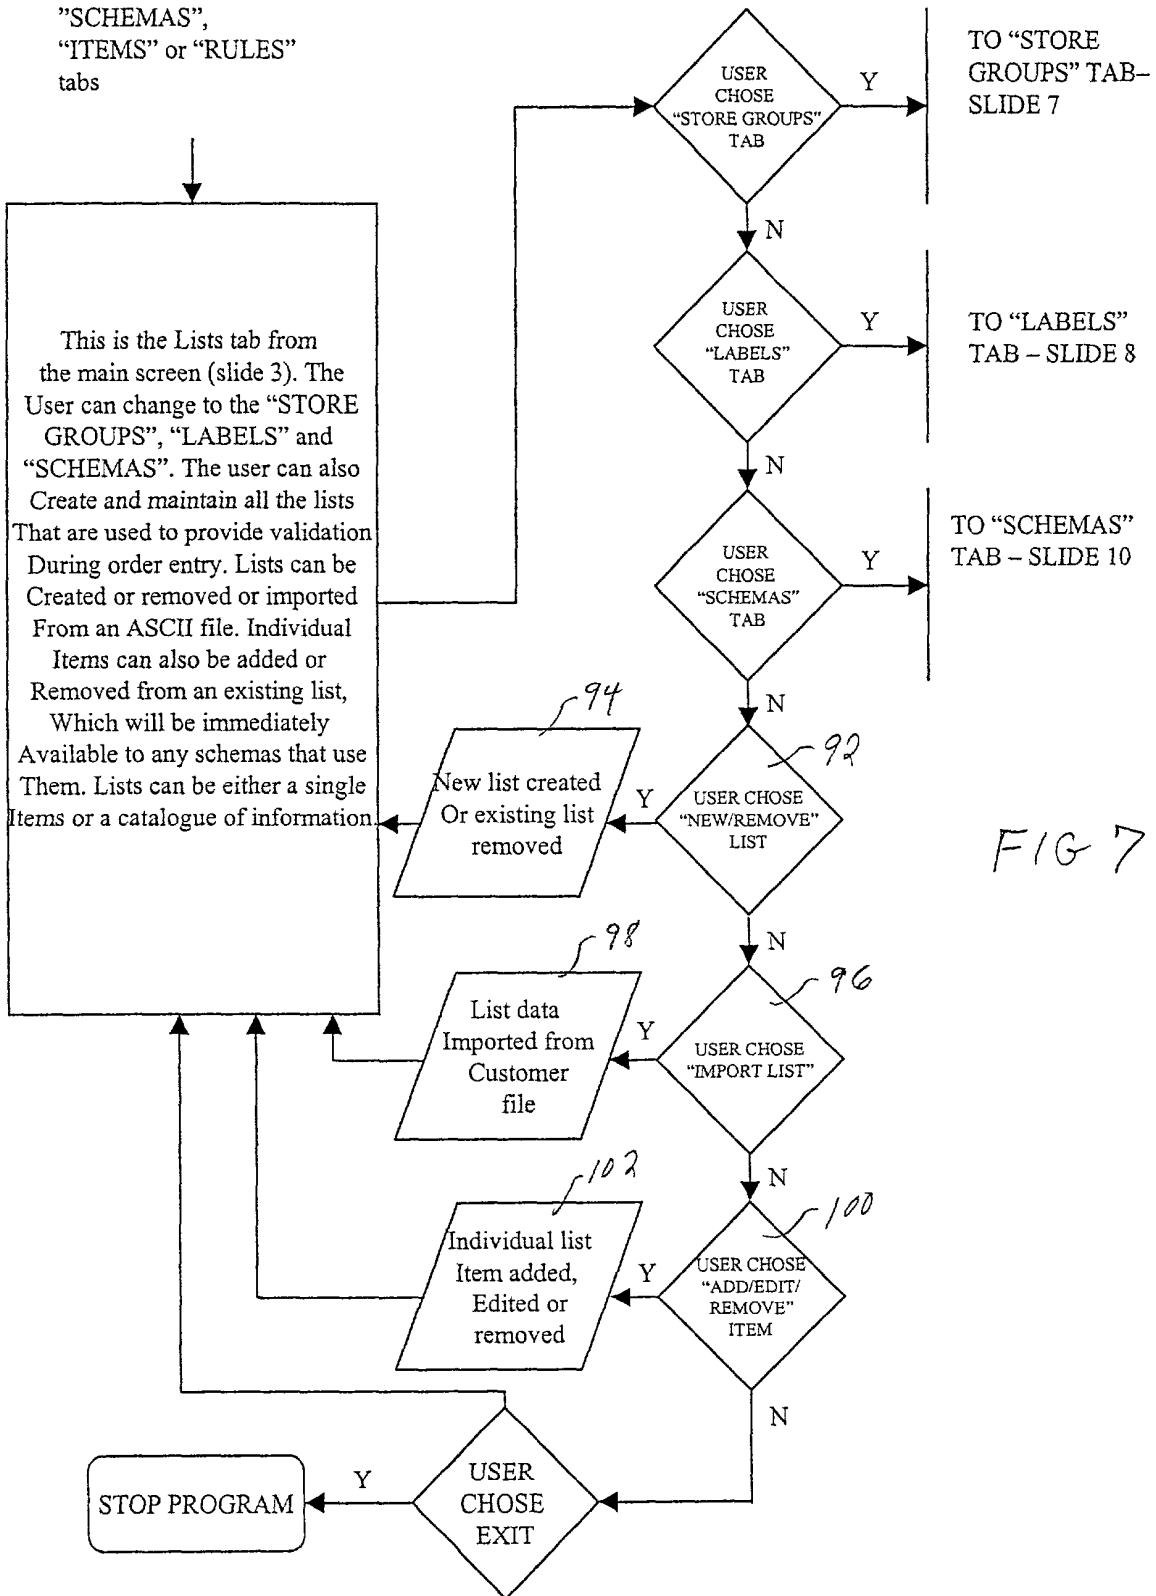 ”SCHEMAS”,
“ITEMS” or “RULES”
tabs
This is the Lists tab from
the main screen (slide 3). The
User can change to the “STORE
GROUPS”, “LABELS” and
“SCHEMAS”. The user can also
Create and maintain all the lists
That are used to provide validation
During order entry. Lists can be
Created or removed or imported
From an ASCII file. Individual
Items can also be added or
Removed from an existing list,
Which will be immediately
Available to any schemas that use
Them. Lists can be either a single
Items or a catalogue of information
USER
CHOSE
“STORE GROUPS”
TAB
Y
TO “STORE
GROUPS” TAB–
SLIDE 7
N
USER
CHOSE
“LABELS”
TAB
Y
TO “LABELS”
TAB – SLIDE 8
N
USER
CHOSE
“SCHEMAS”
TAB
Y
TO “SCHEMAS”
TAB – SLIDE 10
N
92
USER CHOSE
“NEW/REMOVE”
LIST
Y
94
New list created
Or existing list
removed
FIG 7
N
96
USER CHOSE
“IMPORT LIST”
Y
98
List data
Imported from
Customer
file
N
100
USER CHOSE
“ADD/EDIT/
REMOVE”
ITEM
Y
102
Individual list
Item added,
Edited or
removed
N
USER
CHOSE
EXIT
Y
STOP PROGRAM